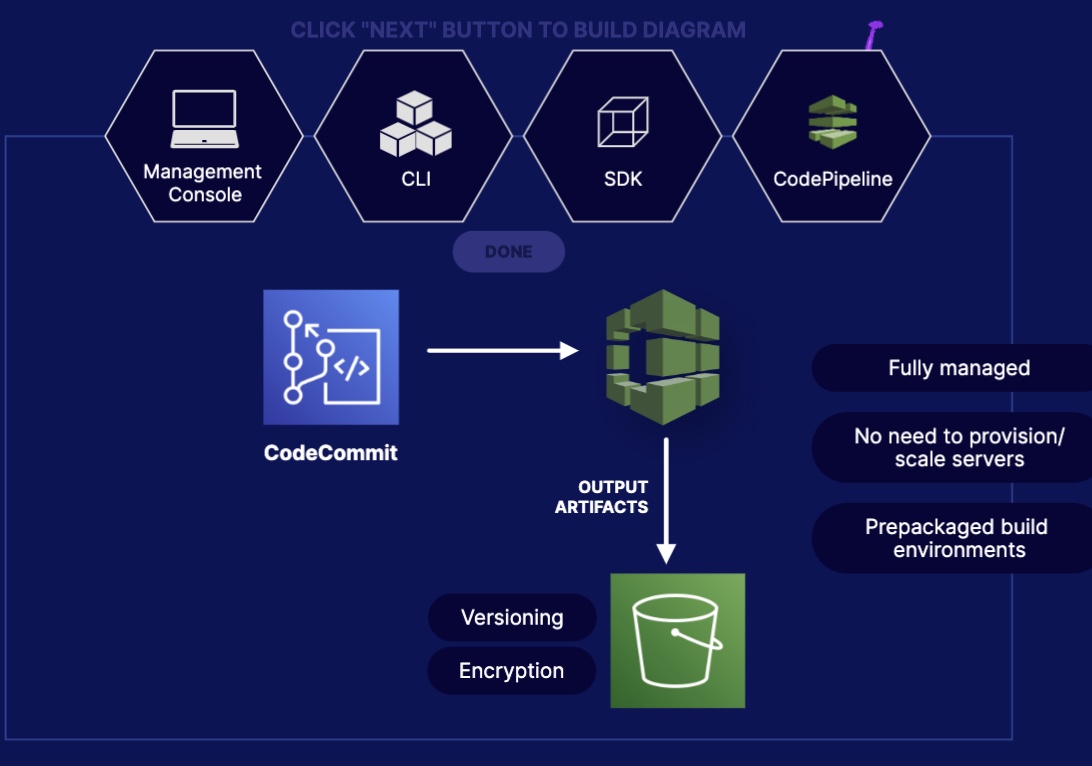 CLICK "NEXT" BUTTON TO BUILD DIAGRAM
Management
Console
CLI
SDK
CodePipeline
DONE
</>
CodeCommit
Fully managed
No need to provision/
scale servers
Prepackaged build
environments
OUTPUT
ARTIFACTS
Versioning
Encryption